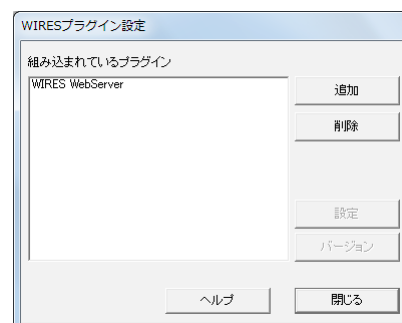 WIRESプラグイン設定
組み込まれているプラグイン
WIRES WebServer
追加
削除
設定
バージョン
ヘルプ
閉じる